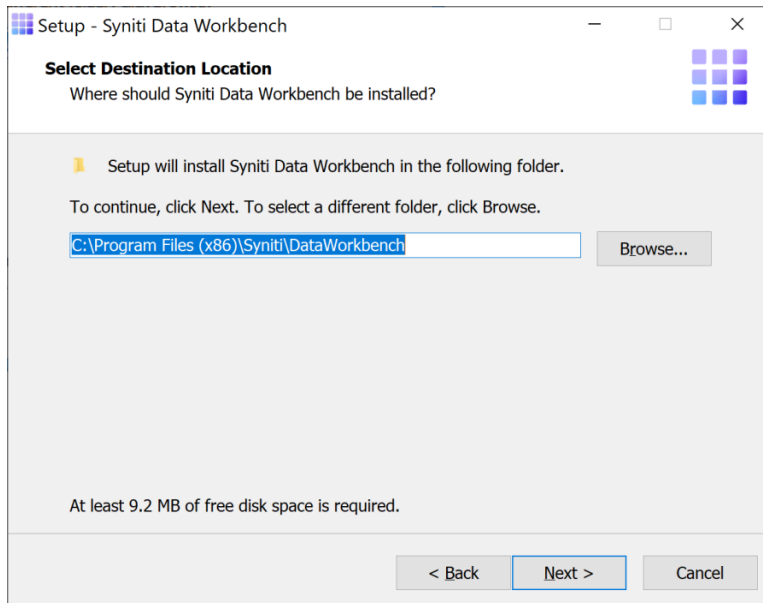 Setup - Syniti Data Workbench
Select Destination Location
Where should Syniti Data Workbench be installed?
Setup will install Syniti Data Workbench in the following folder.
To continue, click Next. To select a different folder, click Browse.
C:\Program Files (x86)\Syniti\DataWorkbench
Browse...
At least 9.2 MB of free disk space is required.
< Back Next > Cancel